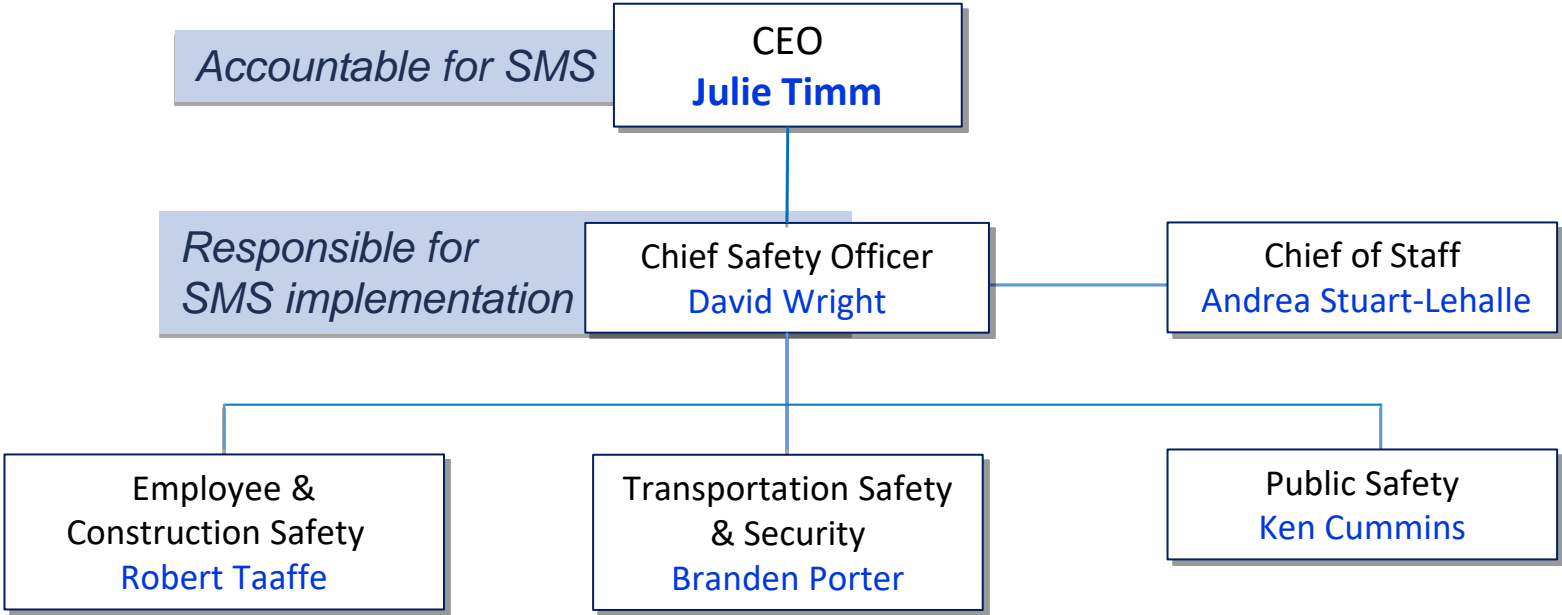 Accountable for SMS
CEO
Julie Timm
Responsible for
SMS implementation
Chief Safety Officer
David Wright
Chief of Staff
Andrea Stuart-Lehalle
Employee &
Construction Safety
Robert Taaffe
Transportation Safety
& Security
Branden Porter
Public Safety
Ken Cummins